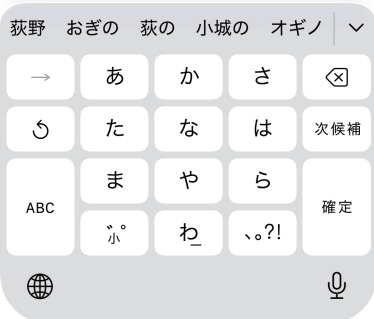 荻野 おぎの 荻の 小城の オギノ
→ あ か さ
た な は 次候補
ま や ら
ABC 確定
゛゜小 わ_ 、。?!